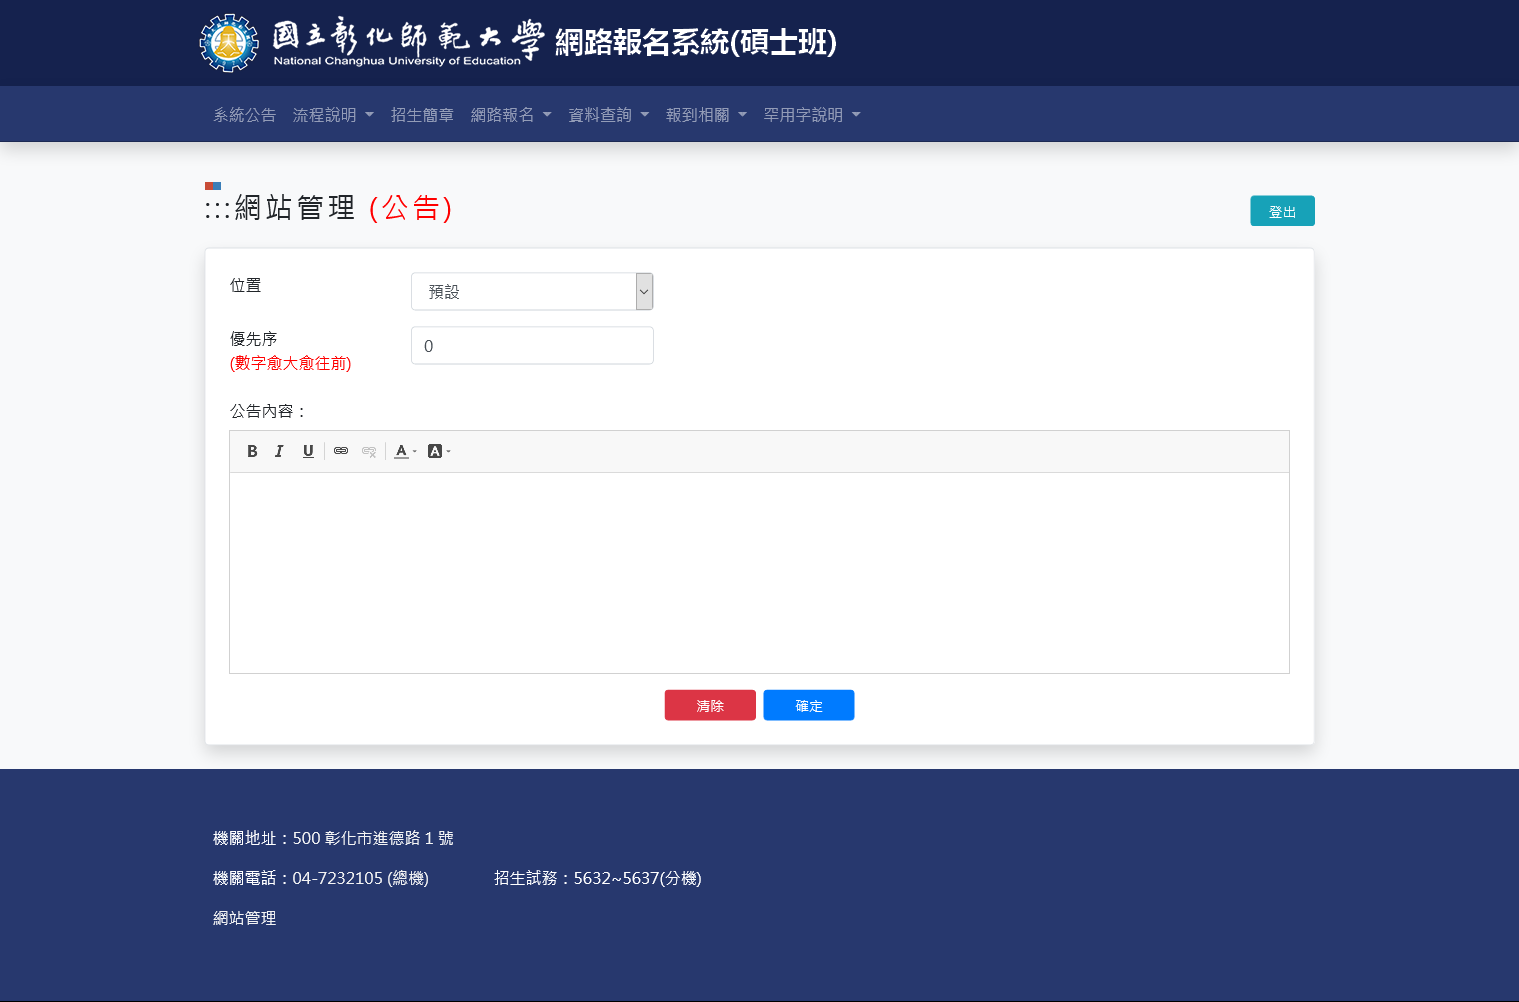 國立彰化師範大學 網路報名系統(碩士班)
National Changhua University of Education
系統公告 流程說明 招生簡章 網路報名 資料查詢 報到相關 罕用字說明
:::網站管理 (公告)
登出
位置
預設
優先序
0
(數字愈大愈往前)
公告內容：
B I U A A
清除 確定
機關地址：500 彰化市進德路 1 號
機關電話：04-7232105 (總機) 招生試務：5632~5637(分機)
網站管理